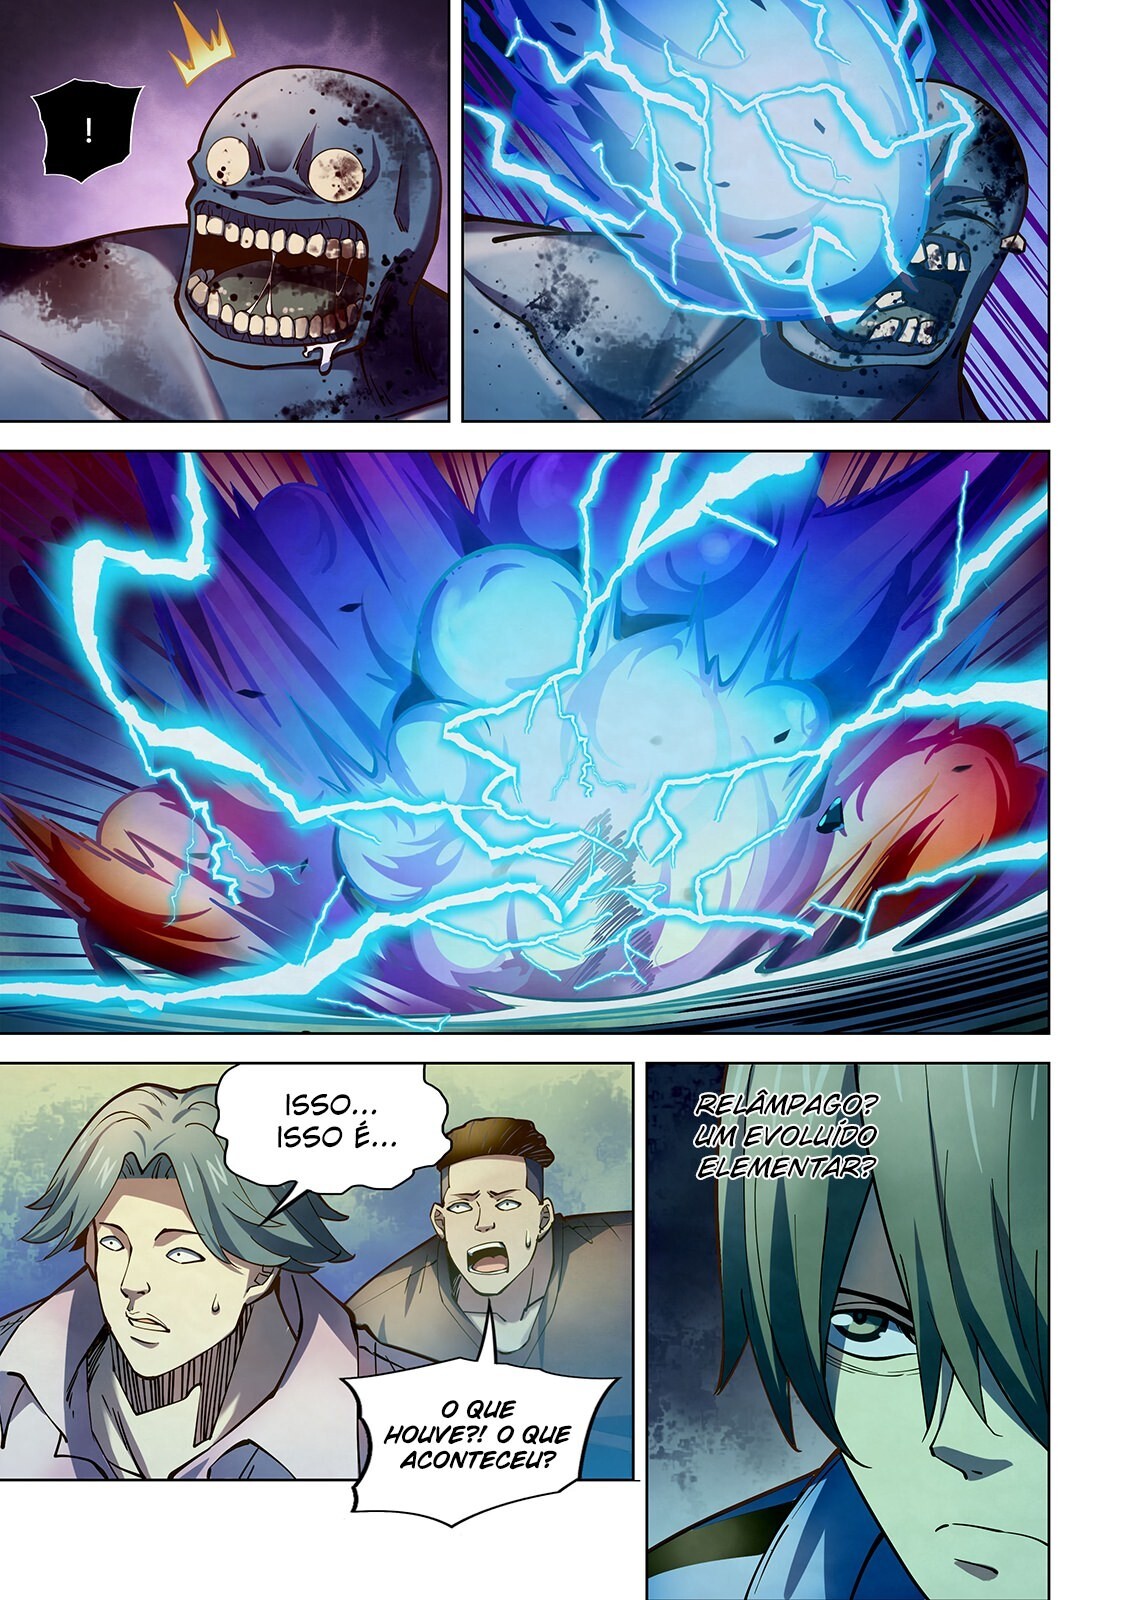 !
ISSO...
ISSO É...
O QUE
HOUVE?! O QUE
ACONTECEU?
RELÂMPAGO?
UM EVOLUÍDO
ELEMENTAR?